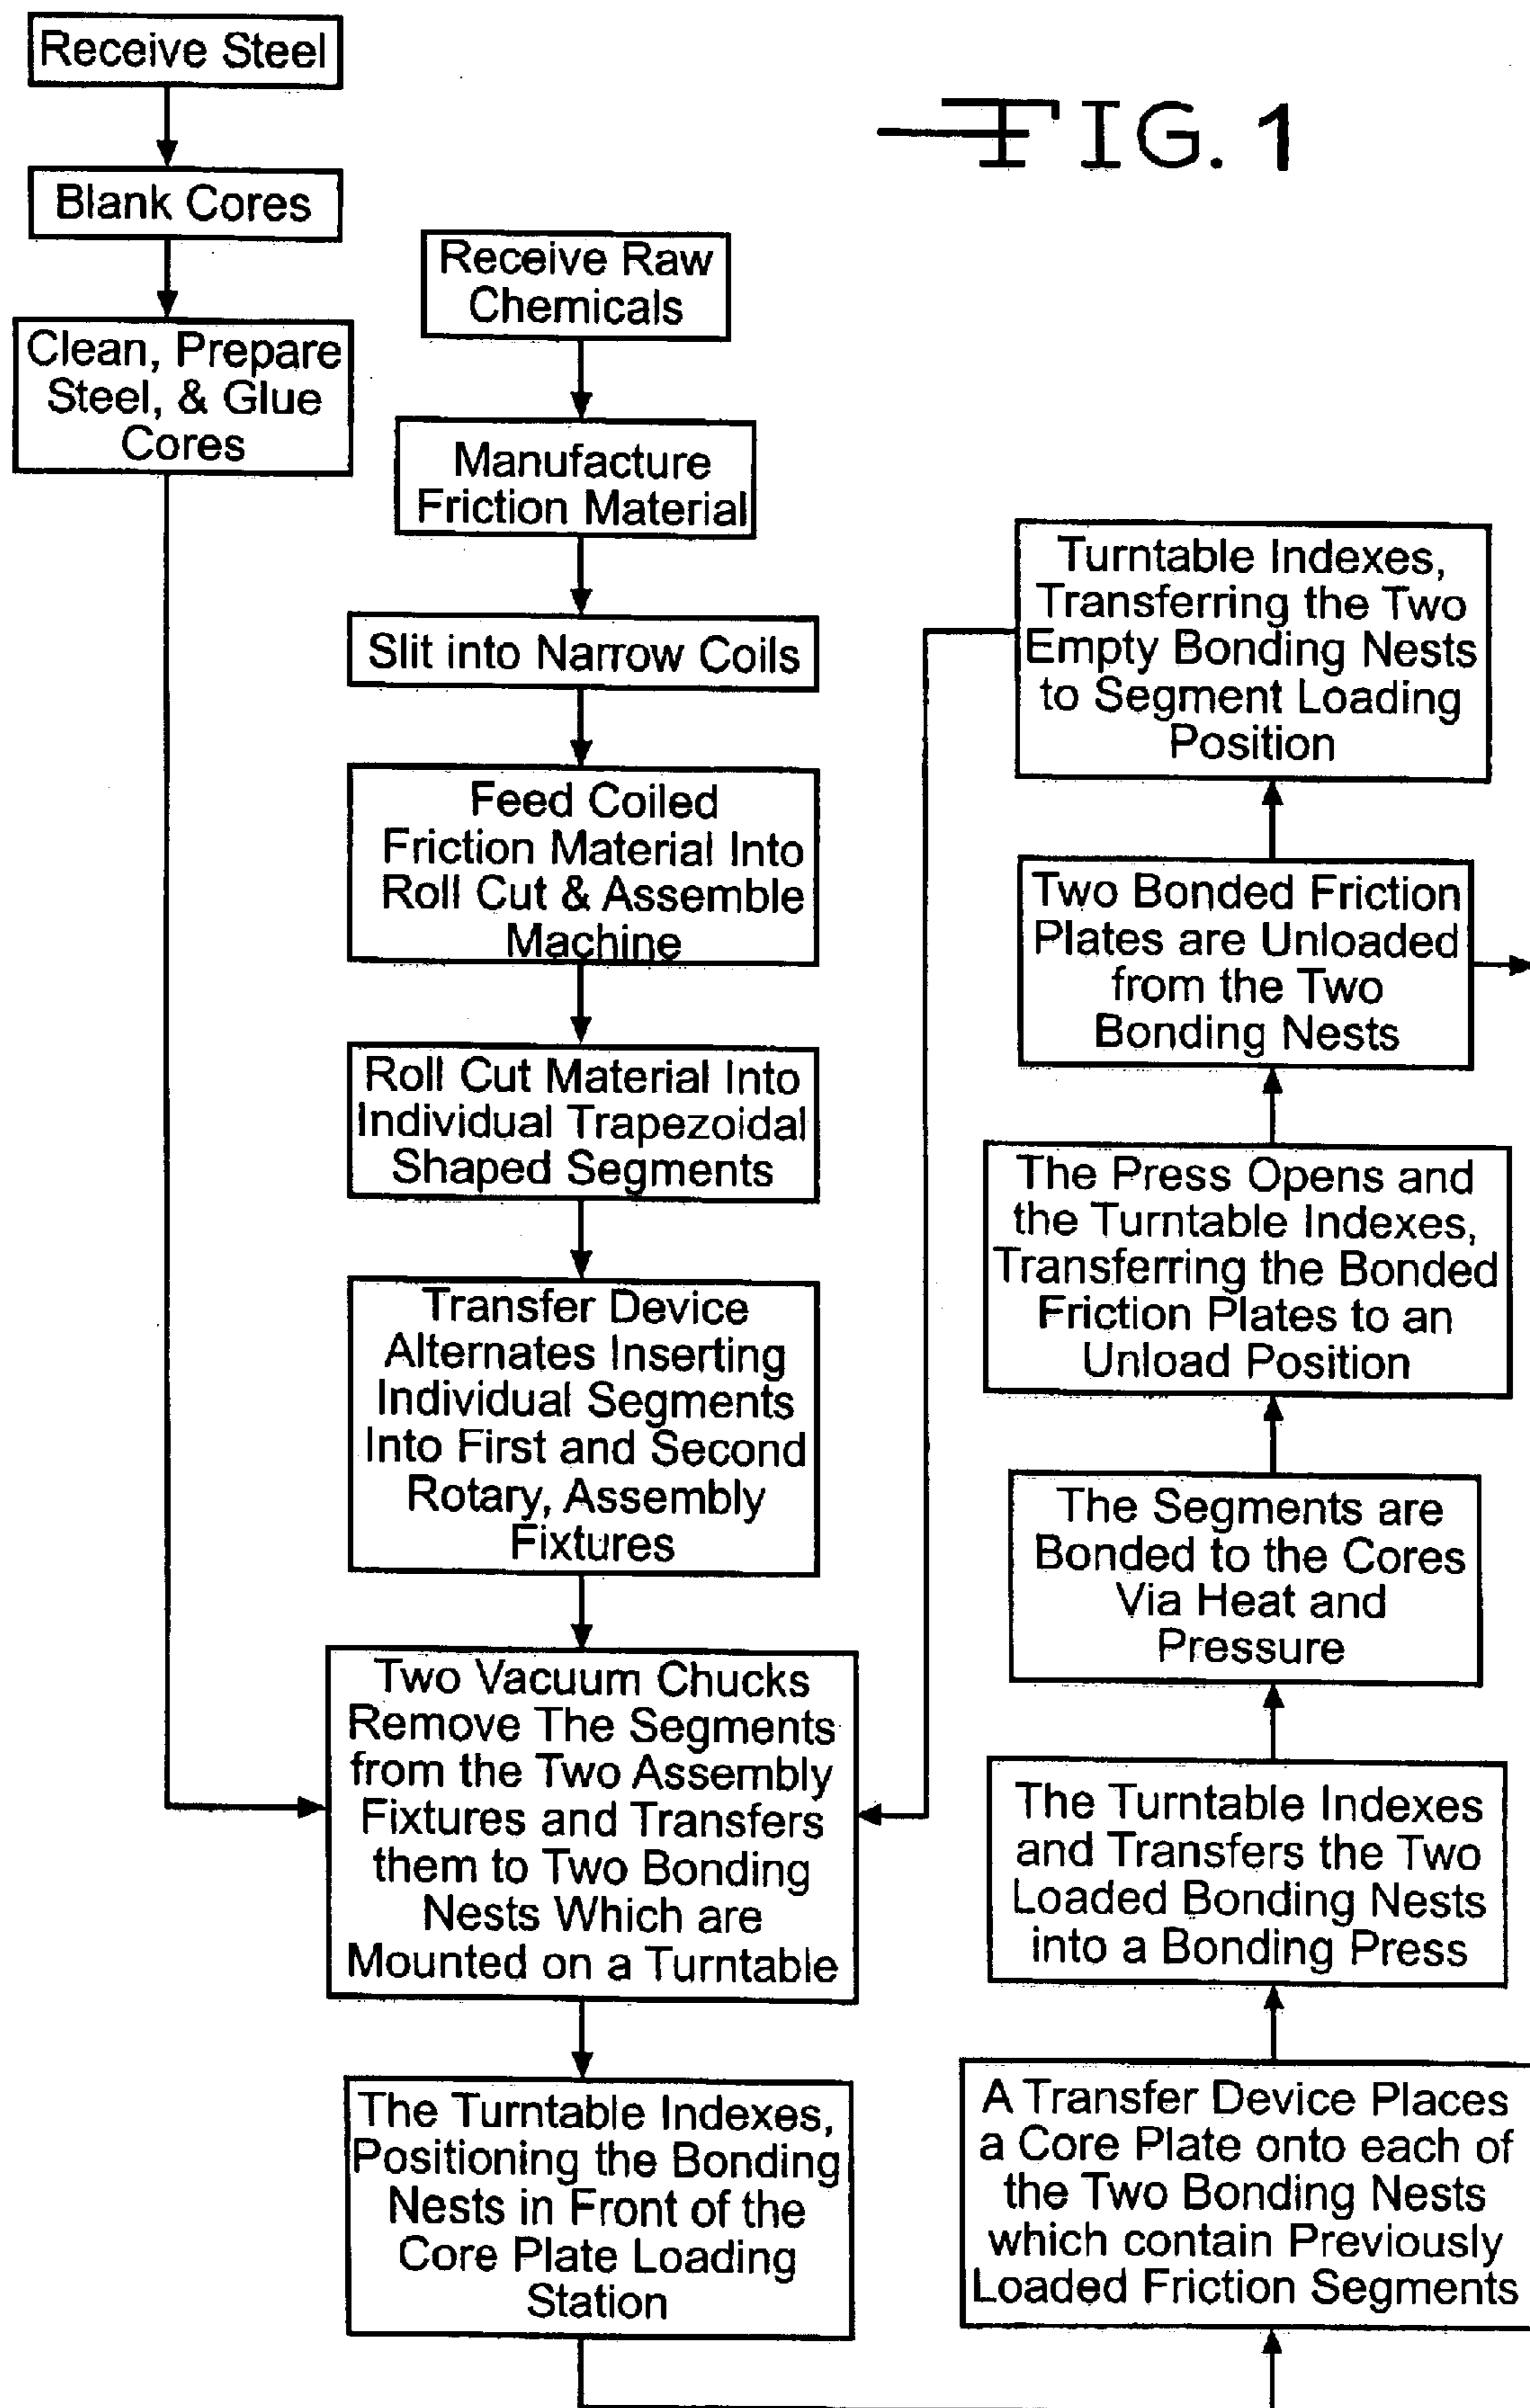 FIG. 1
Receive Steel
Blank Cores
Clean, Prepare
Steel, & Glue
Cores
Receive Raw
Chemicals
Manufacture
Friction Material
Slit into Narrow Coils
Feed Coiled
Friction Material Into
Roll Cut & Assemble
Machine
Roll Cut Material Into
Individual Trapezoidal
Shaped Segments
Transfer Device
Alternates Inserting
Individual Segments
Into First and Second
Rotary, Assembly
Fixtures
Two Vacuum Chucks
Remove The Segments
from the Two Assembly
Fixtures and Transfers
them to Two Bonding
Nests Which are
Mounted on a Turntable
The Turntable Indexes,
Positioning the Bonding
Nests in Front of the
Core Plate Loading
Station
A Transfer Device Places
a Core Plate onto each of
the Two Bonding Nests
which contain Previously
Loaded Friction Segments
The Turntable Indexes
and Transfers the Two
Loaded Bonding Nests
into a Bonding Press
The Segments are
Bonded to the Cores
Via Heat and
Pressure
The Press Opens and
the Turntable Indexes,
Transferring the Bonded
Friction Plates to an
Unload Position
Two Bonded Friction
Plates are Unloaded
from the Two
Bonding Nests
Turntable Indexes,
Transferring the Two
Empty Bonding Nests
to Segment Loading
Position